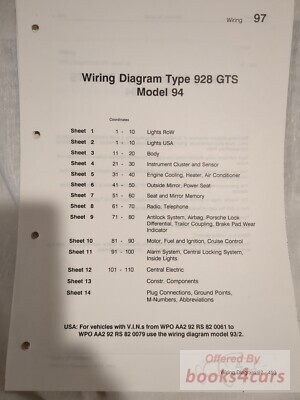 Wiring 97
Wiring Diagram Type 928 GTS
Model 94
Coordinates
Sheet 1 1 - 10 Lights RoW
Sheet 2 1 - 10 Lights USA
Sheet 3 11 - 20 Body
Sheet 4 21 - 30 Instrument Cluster and Sensor
Sheet 5 31 - 40 Engine Cooling, Heater, Air Conditioner
Sheet 6 41 - 50 Outside Mirror, Power Seat
Sheet 7 51 - 60 Seat and Mirror Memory
Sheet 8 61 - 70 Radio, Telephone
Sheet 9 71 - 80 Antilock System, Airbag, Porsche Lock
Differential, Trailor Coupling, Brake Pad Wear
Indicator
Sheet 10 81 - 90 Motor, Fuel and Ignition, Cruise Control
Sheet 11 91 - 100 Alarm System, Central Locking System,
Inside Lights
Sheet 12 101 - 110 Central Electric
Sheet 13 Constr. Components
Sheet 14 Plug Connections, Ground Points,
M-Numbers, Abbreviations
USA: For vehicles with V.I.N.s from WPO AA2 92 RS 82 0061 to
WPO AA2 92 RS 82 0079 use the wiring diagram model 93/2.
books4cars